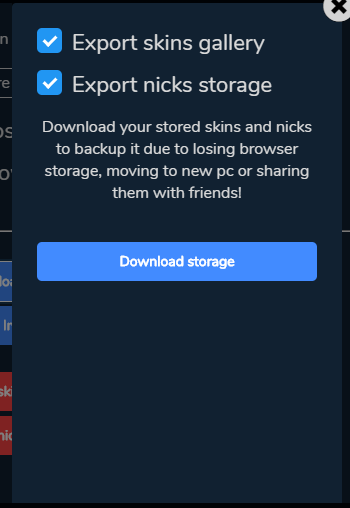 Export skins gallery
Export nicks storage
Download your stored skins and nicks
to backup it due to losing browser
storage, moving to new pc or sharing
them with friends!
Download storage